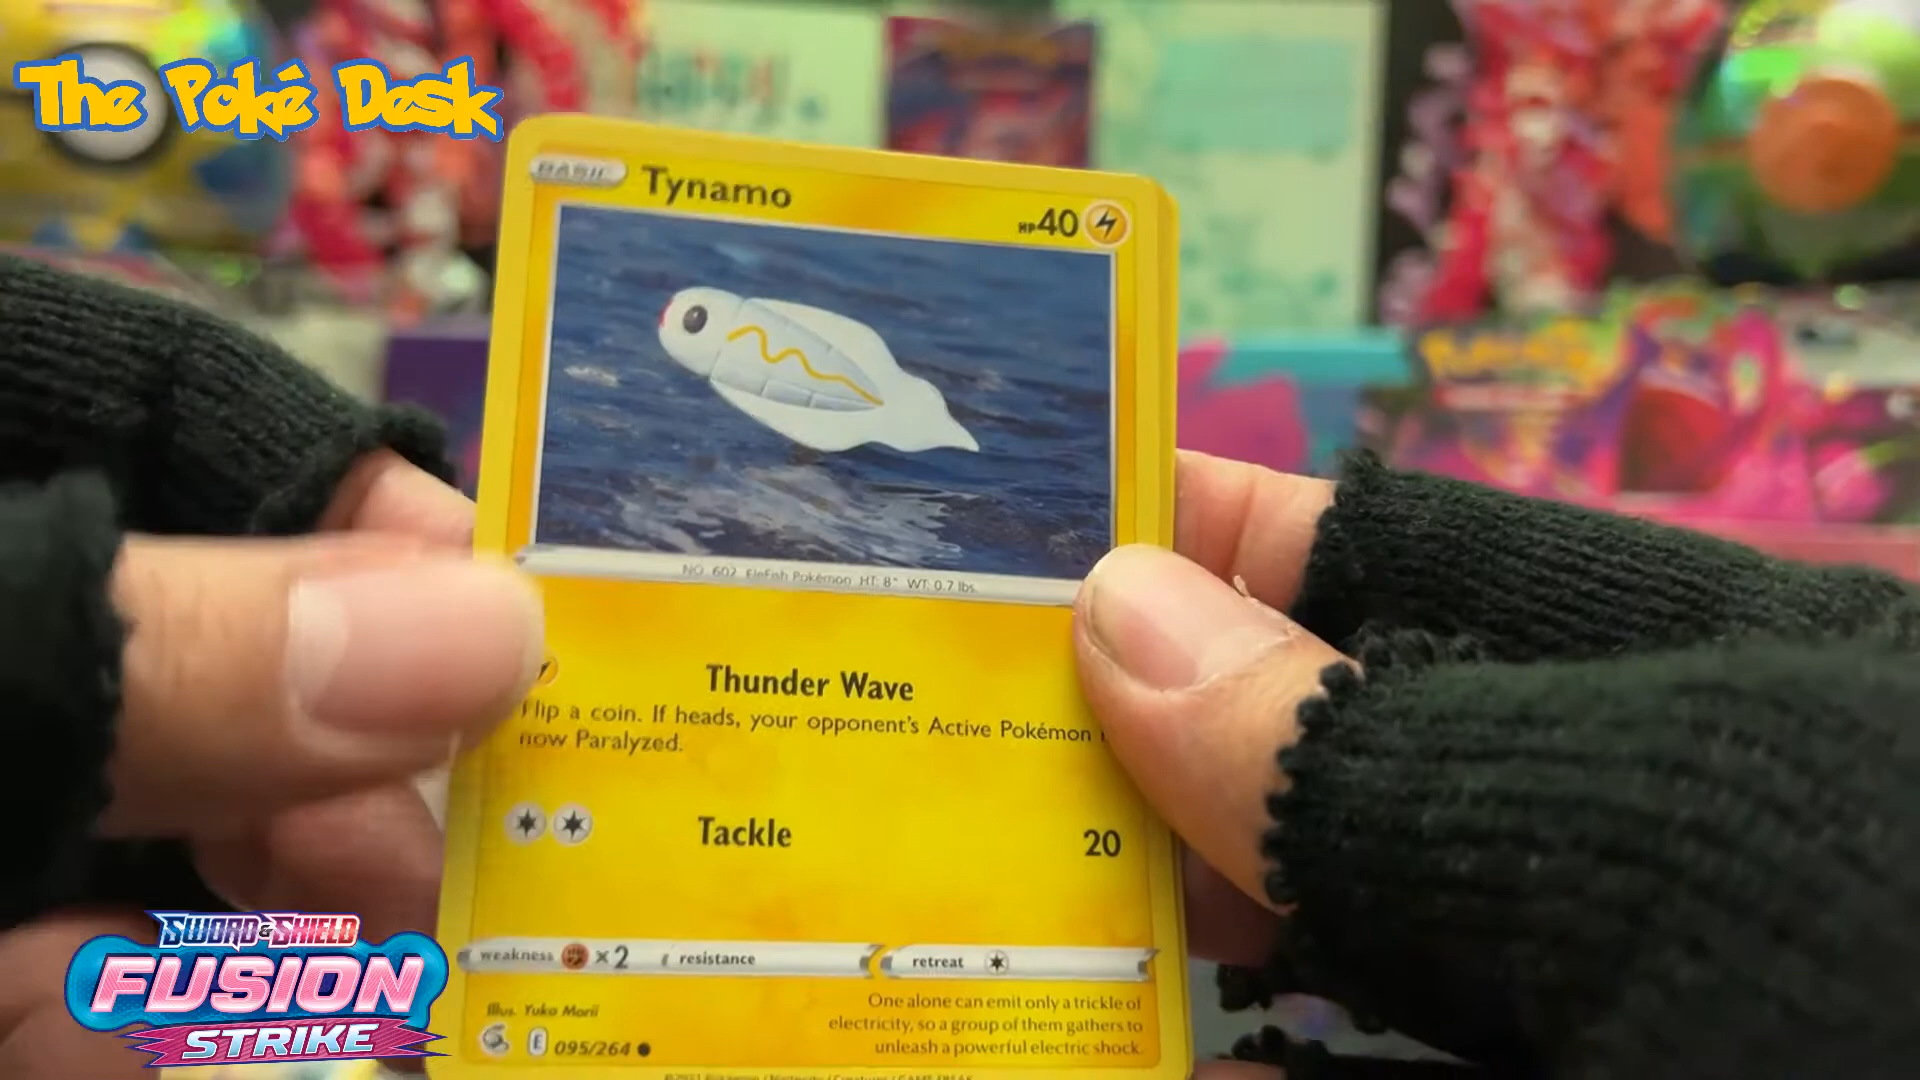 The Poké Desk
BASIC Tynamo
HP40
NO. 602 EleFish Pokémon HT: 8" WT: 0.7 lbs.
Thunder Wave
Flip a coin. If heads, your opponent's Active Pokémon
now Paralyzed.
Tackle 20
weakness ×2 resistance retreat
Illus. Yuka Morii
E 095/264
One alone can emit only a trickle of
electricity, so a group of them gathers to
unleash a powerful electric shock.
SWORD & SHIELD
FUSION
STRIKE